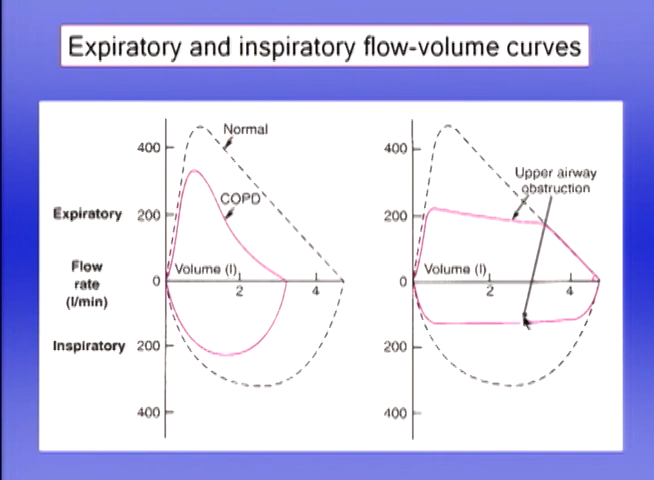 Expiratory and inspiratory flow-volume curves
400
Normal
COPD
Expiratory
200
Flow
rate
(l/min)
0
Volume (l)
2
4
Inspiratory
200
400
400
Upper airway
obstruction
200
0
Volume (l)
2
4
200
400